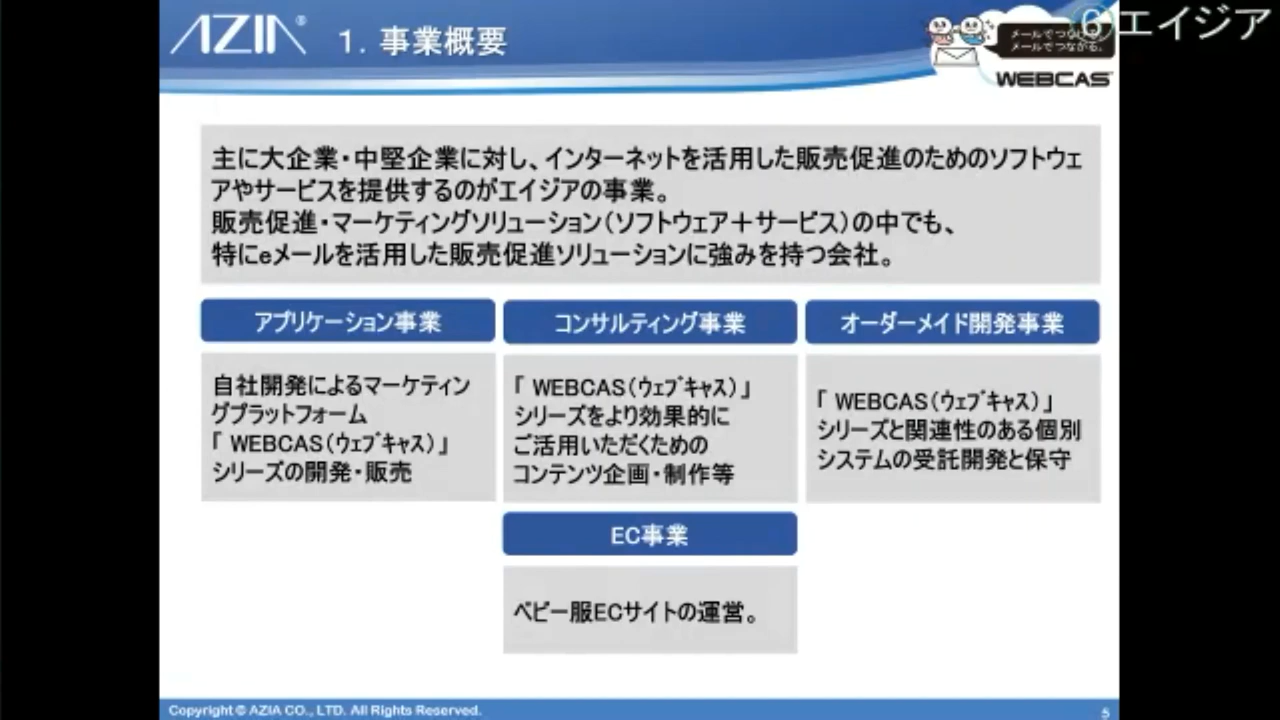 AZIA®
1. 事業概要
⑥エイジア
メールでつながる。
WEBCAS
主に大企業・中堅企業に対し、インターネットを活用した販売促進のためのソフトウェ
アやサービスを提供するのがエイジアの事業。
販売促進・マーケティングソリューション(ソフトウェア+サービス)の中でも、
特にeメールを活用した販売促進ソリューションに強みを持つ会社。
アプリケーション事業
自社開発によるマーケティン
グプラットフォーム
「 WEBCAS(ウェブキャス)」
シリーズの開発・販売
コンサルティング事業
「 WEBCAS(ウェブキャス)」
シリーズをより効果的に
ご活用いただくための
コンテンツ企画・制作等
オーダーメイド開発事業
「 WEBCAS(ウェブキャス)」
シリーズと関連性のある個別
システムの受託開発と保守
EC事業
ベビー服ECサイトの運営。
Copyright © AZIA CO., LTD. All Rights Reserved.
5